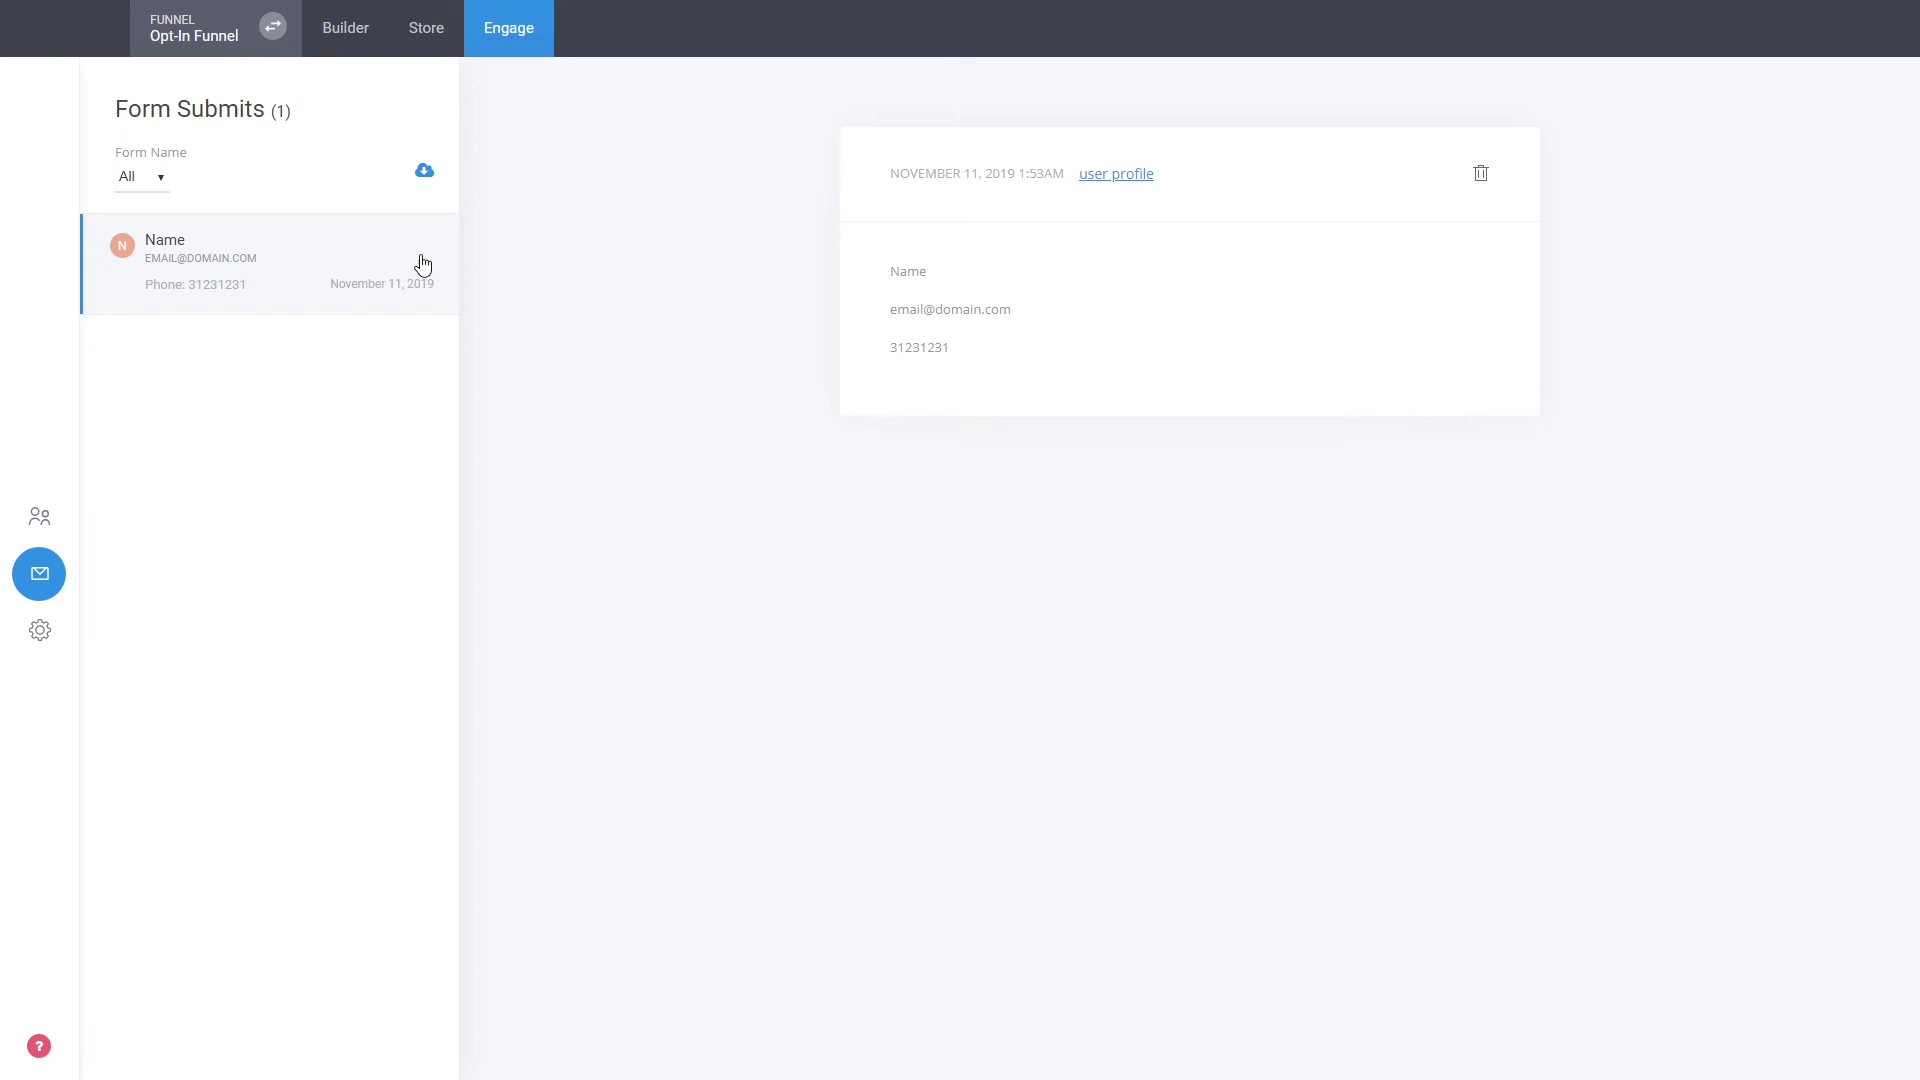 FUNNEL
Opt-In Funnel
Builder
Store
Engage
Form Submits (1)
Form Name
All
N
Name
EMAIL@DOMAIN.COM
Phone: 31231231
November 11, 2019
NOVEMBER 11, 2019 1:53AM user profile
Name
email@domain.com
31231231
?